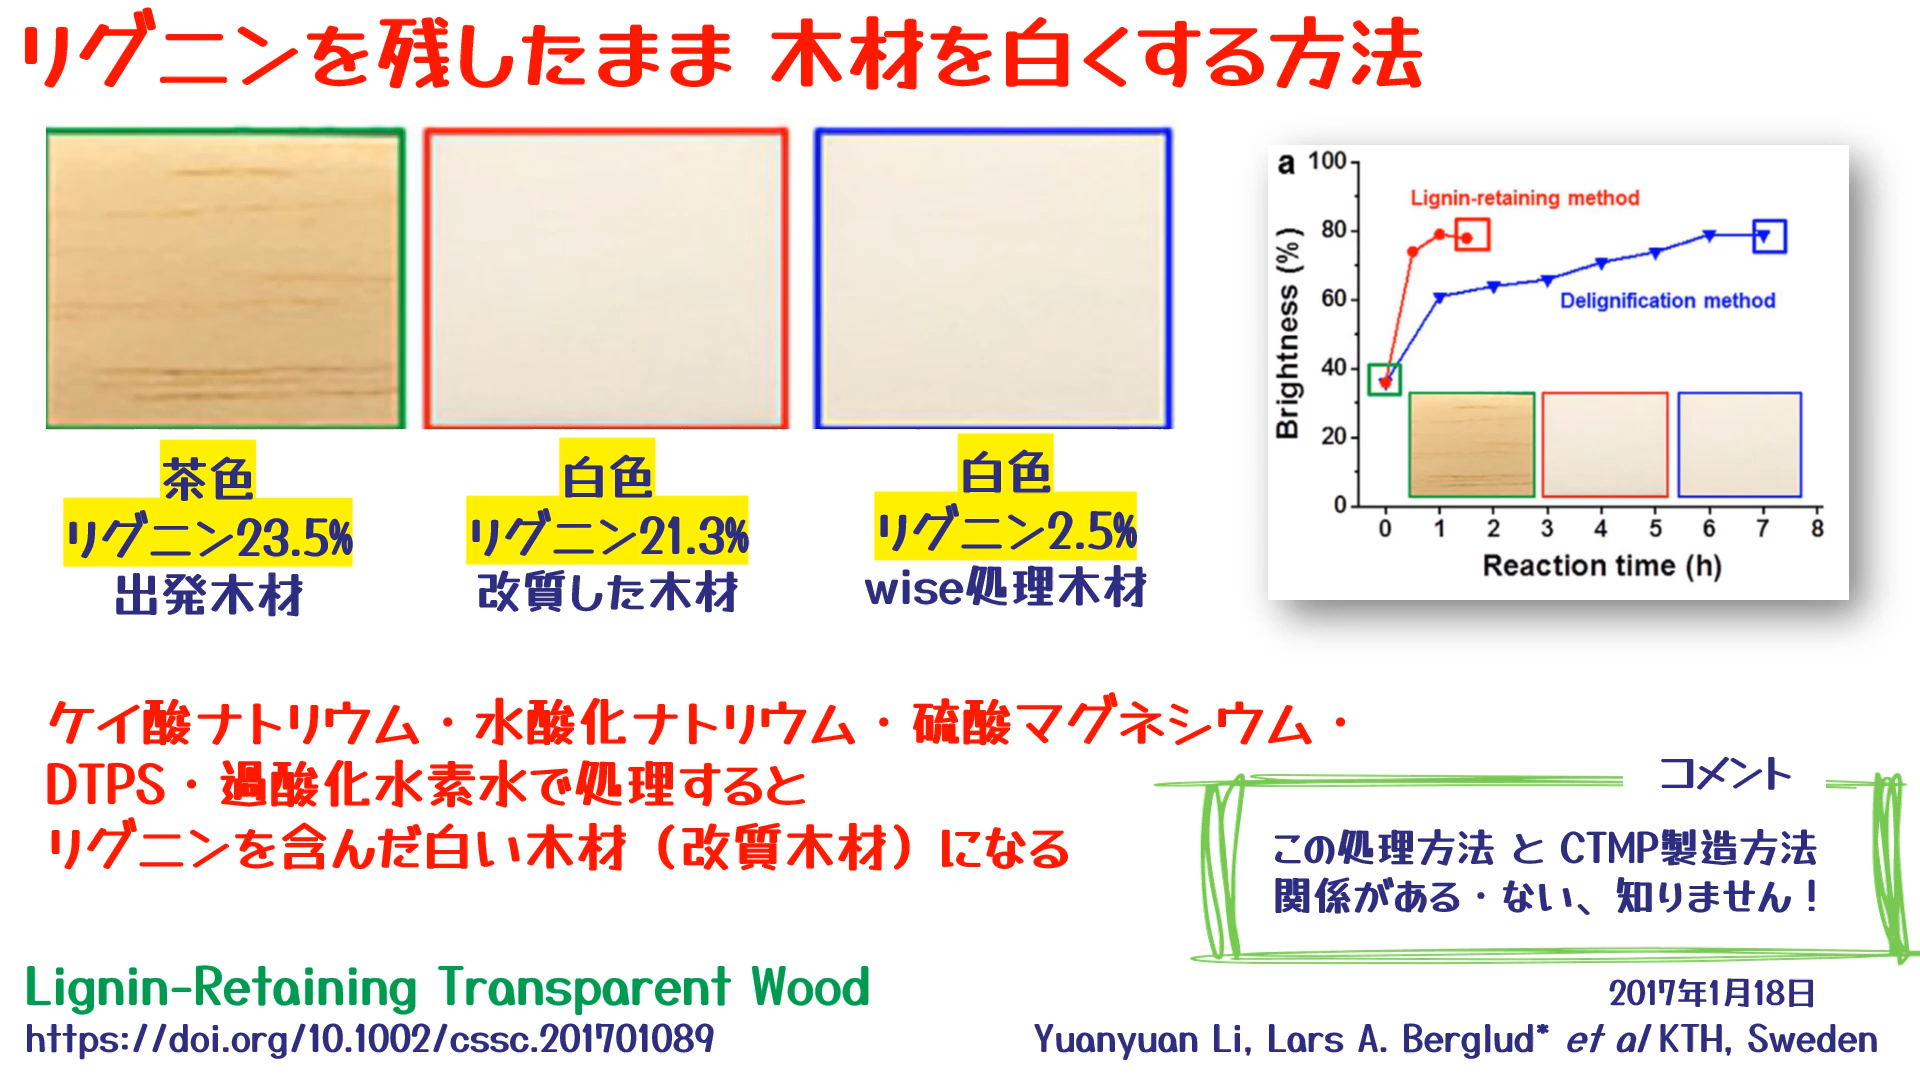 リグニンを残したまま 木材を白くする方法
茶色
リグニン23.5%
出発木材
白色
リグニン21.3%
改質した木材
白色
リグニン2.5%
wise処理木材
a
100
80
60
40
20
0
Brightness (%)
Lignin-retaining method
Delignification method
0 1 2 3 4 5 6 7 8
Reaction time (h)
ケイ酸ナトリウム・水酸化ナトリウム・硫酸マグネシウム・
DTPS・過酸化水素水で処理すると
リグニンを含んだ白い木材（改質木材）になる
コメント
この処理方法 と CTMP製造方法
関係がある・ない、知りません！
Lignin-Retaining Transparent Wood
https://doi.org/10.1002/cssc.201701089
2017年1月18日
Yuanyuan Li, Lars A. Berglud* et al KTH, Sweden